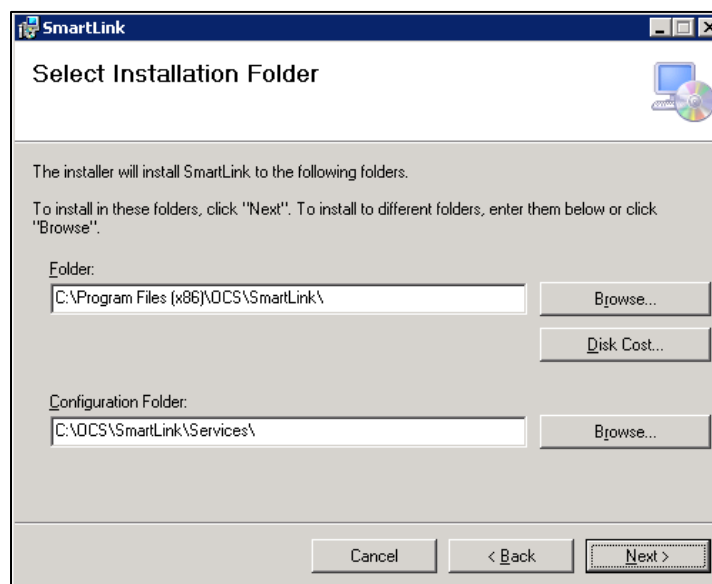 SmartLink
Select Installation Folder
The installer will install SmartLink to the following folders.
To install in these folders, click "Next". To install to different folders, enter them below or click
"Browse".
Folder:
C:\Program Files (x86)\OCS\SmartLink\
Browse...
Disk Cost...
Configuration Folder:
C:\OCS\SmartLink\Services\
Browse...
Cancel
< Back
Next >